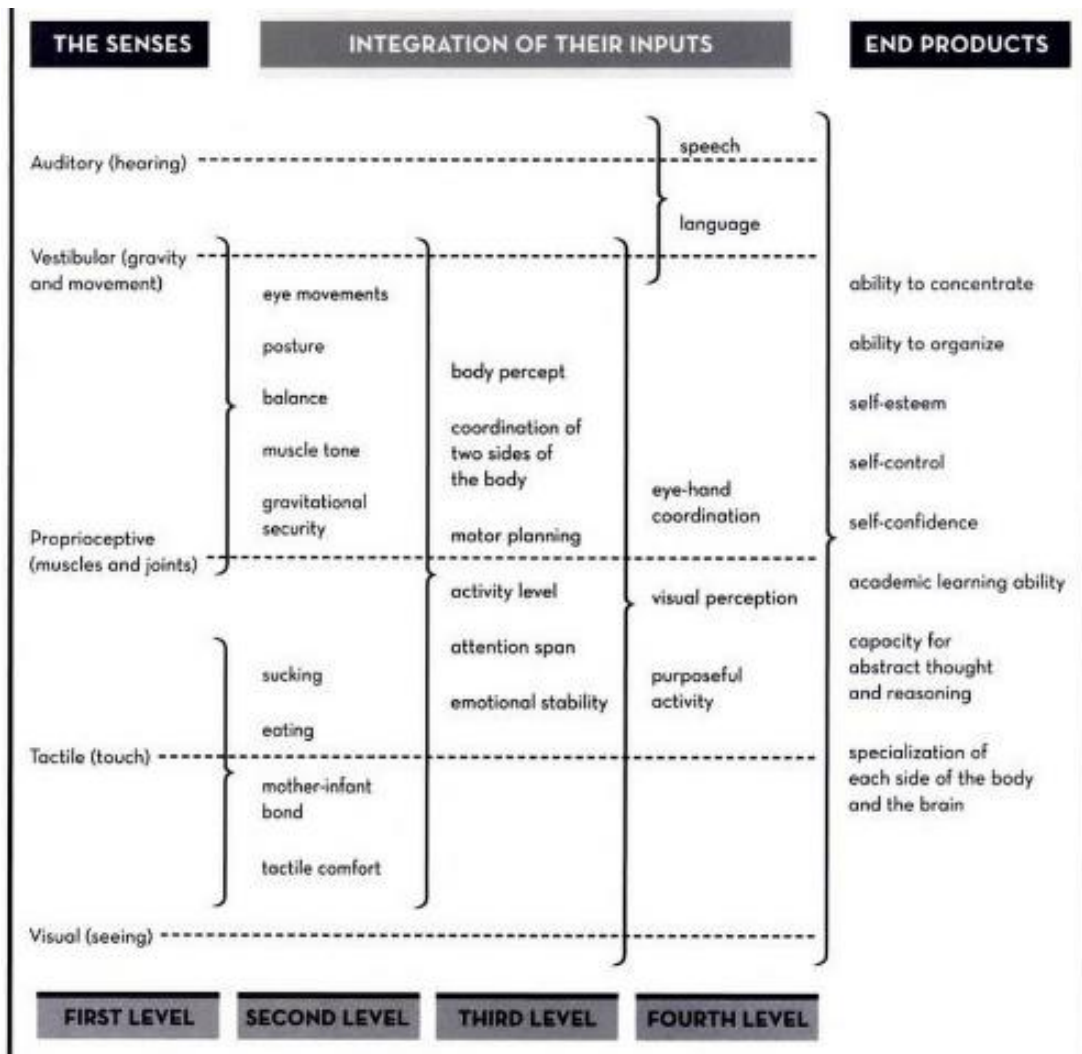 THE SENSES
INTEGRATION OF THEIR INPUTS
END PRODUCTS
Auditory (hearing)
Vestibular (gravity
and movement)
Proprioceptive
(muscles and joints)
Tactile (touch)
Visual (seeing)
eye movements
posture
balance
muscle tone
gravitational
security
sucking
eating
mother-infant
bond
tactile comfort
body percept
coordination of
two sides of
the body
motor planning
activity level
attention span
emotional stability
speech
language
eye-hand
coordination
visual perception
purposeful
activity
ability to concentrate
ability to organize
self-esteem
self-control
self-confidence
academic learning ability
capacity for
abstract thought
and reasoning
specialization of
each side of the body
and the brain
FIRST LEVEL
SECOND LEVEL
THIRD LEVEL
FOURTH LEVEL